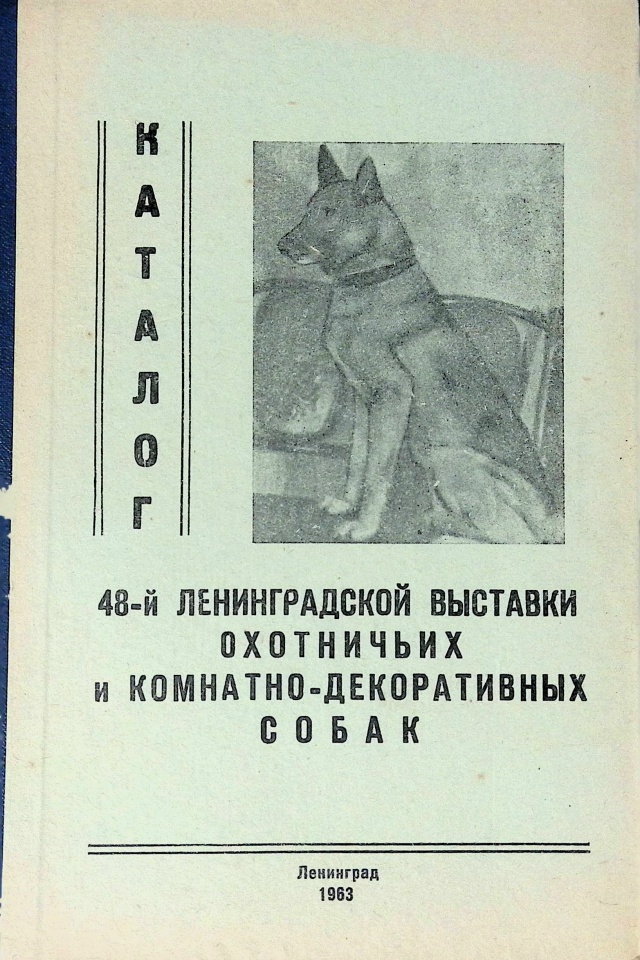 КАТАЛОГ
48-й ЛЕНИНГРАДСКОЙ ВЫСТАВКИ
ОХОТНИЧЬИХ
и КОМНАТНО-ДЕКОРАТИВНЫХ
СОБАК
Ленинград
1963